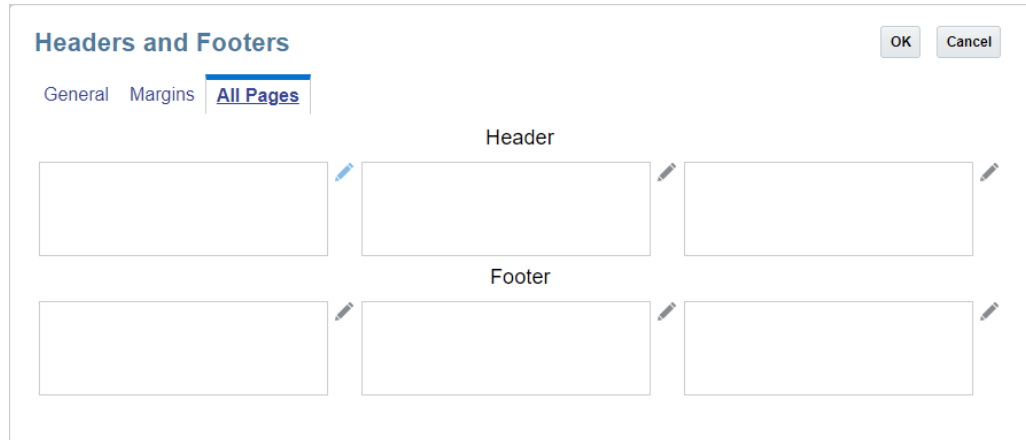 Headers and Footers
OK Cancel
General Margins All Pages
Header
Footer